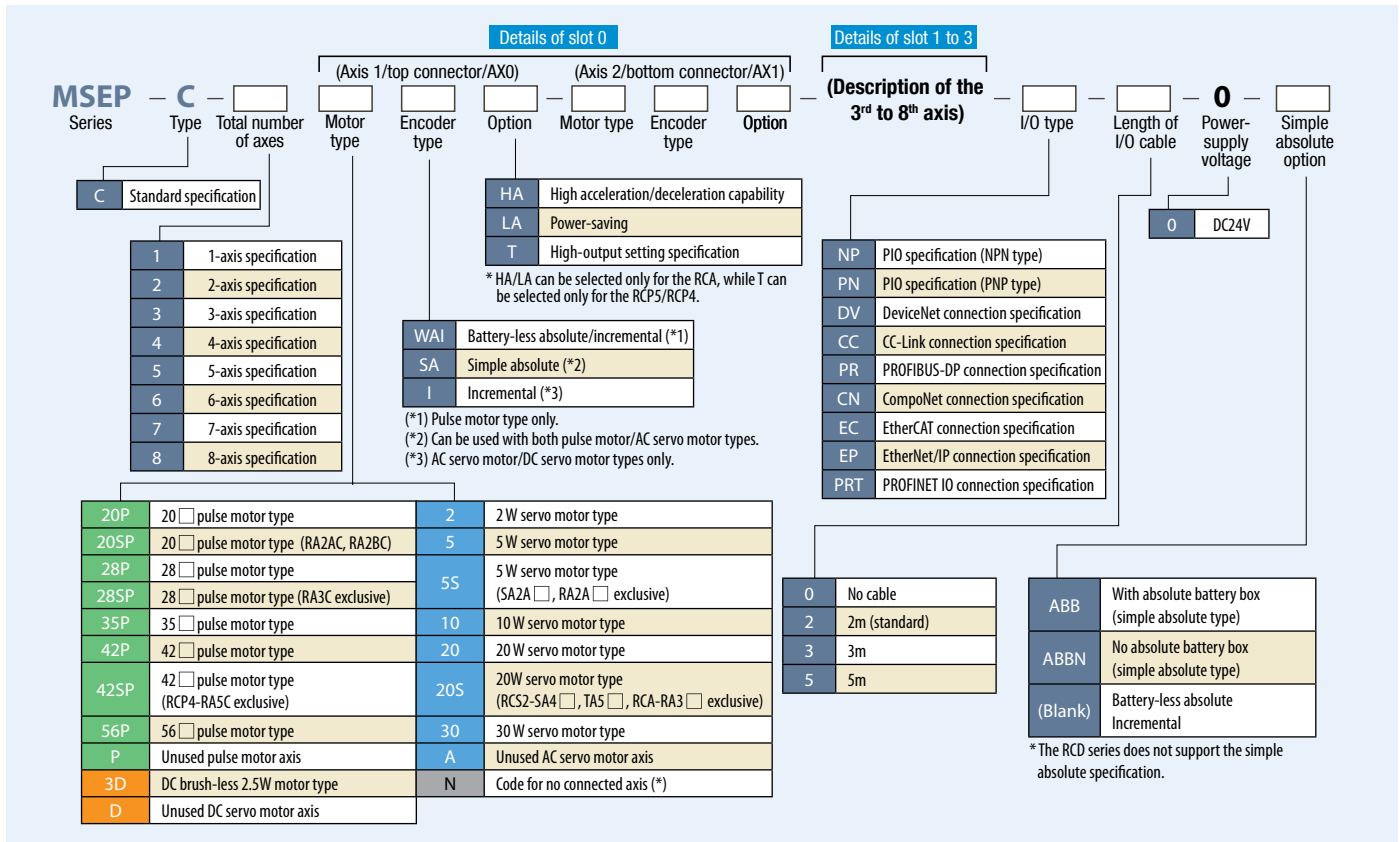 Details of slot 0
Details of slot 1 to 3
(Axis 1/top connector/AX0)
(Axis 2/bottom connector/AX1)
MSEP – C – – – (Description of the
3rd to 8th axis) – – – 0 –
Series
Type
Total number
of axes
Motor
type
Encoder
type
Option
Motor type
Encoder
type
Option
I/O type
Length of
I/O cable
Power-
supply
voltage
Simple
absolute
option
C Standard specification
1 1-axis specification
2 2-axis specification
3 3-axis specification
4 4-axis specification
5 5-axis specification
6 6-axis specification
7 7-axis specification
8 8-axis specification
HA High acceleration/deceleration capability
LA Power-saving
T High-output setting specification
* HA/LA can be selected only for the RCA, while T can
be selected only for the RCP5/RCP4.
WAI Battery-less absolute/incremental (*1)
SA Simple absolute (*2)
I Incremental (*3)
(*1) Pulse motor type only.
(*2) Can be used with both pulse motor/AC servo motor types.
(*3) AC servo motor/DC servo motor types only.
NP PIO specification (NPN type)
PN PIO specification (PNP type)
DV DeviceNet connection specification
CC CC-Link connection specification
PR PROFIBUS-DP connection specification
CN CompoNet connection specification
EC EtherCAT connection specification
EP EtherNet/IP connection specification
PRT PROFINET IO connection specification
0 DC24V
20P 20 □ pulse motor type
20SP 20 □ pulse motor type (RA2AC, RA2BC)
28P 28 □ pulse motor type
28SP 28 □ pulse motor type (RA3C exclusive)
35P 35 □ pulse motor type
42P 42 □ pulse motor type
42SP 42 □ pulse motor type
(RCP4-RA5C exclusive)
56P 56 □ pulse motor type
P Unused pulse motor axis
3D DC brush-less 2.5W motor type
D Unused DC servo motor axis
2 2 W servo motor type
5 5 W servo motor type
5S 5 W servo motor type
(SA2A □ , RA2A □ exclusive)
10 10 W servo motor type
20 20 W servo motor type
20S 20W servo motor type
(RCS2-SA4 □ , TA5 □ , RCA-RA3 □ exclusive)
30 30 W servo motor type
A Unused AC servo motor axis
N Code for no connected axis (*)
0 No cable
2 2m (standard)
3 3m
5 5m
ABB With absolute battery box
(simple absolute type)
ABBN No absolute battery box
(simple absolute type)
(Blank) Battery-less absolute
Incremental
* The RCD series does not support the simple
absolute specification.